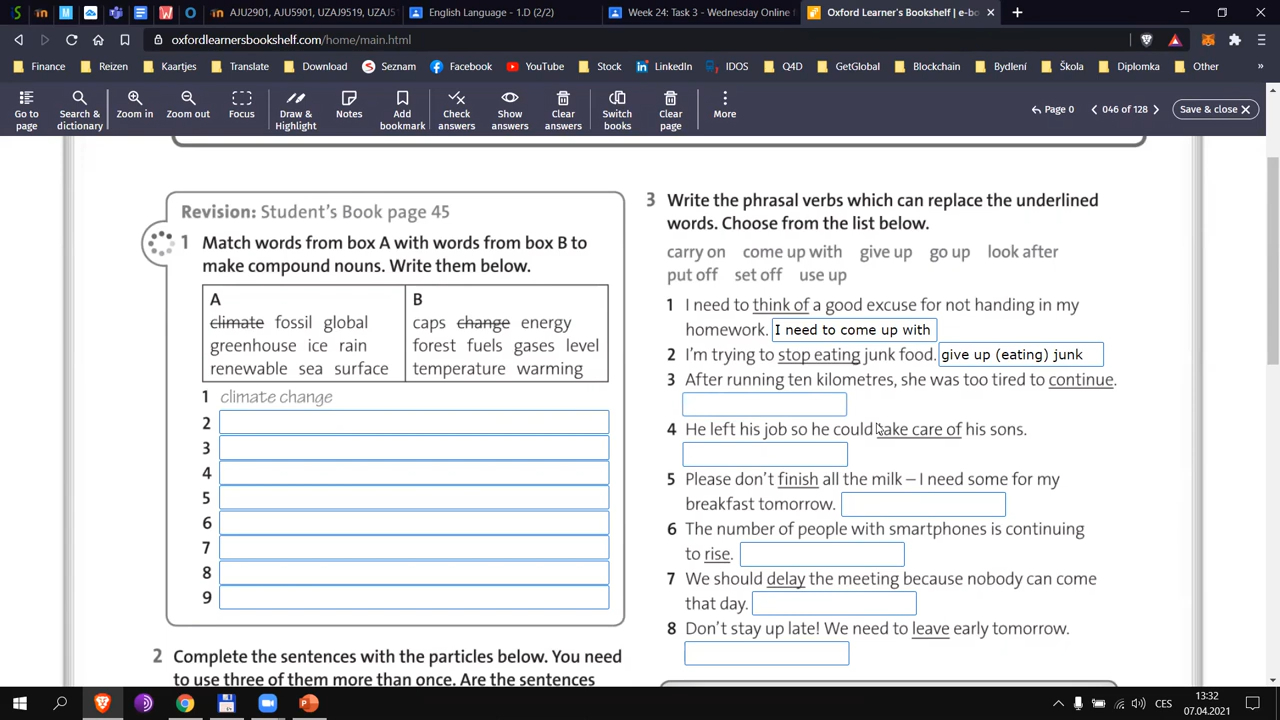 AJU2901, AJU5901, UZAJ9519, UZAJS
English Language - 1.D (2/2)
Week 24: Task 3 - Wednesday Online
Oxford Learner's Bookshelf | e-bo
oxfordlearnersbookshelf.com/home/main.html
Finance Reizen Kaartjes Translate Download Seznam Facebook YouTube Stock LinkedIn IDOS Q4D GetGlobal Blockchain Bydlení Škola Diplomka Other
Go to page
Search & dictionary
Zoom in
Zoom out
Focus
Draw & Highlight
Notes
Add bookmark
Check answers
Show answers
Clear answers
Switch books
Clear page
More
Page 0
046 of 128
Save & close
Revision: Student's Book page 45
1 Match words from box A with words from box B to
make compound nouns. Write them below.
A
climate fossil global
greenhouse ice rain
renewable sea surface
B
caps change energy
forest fuels gases level
temperature warming
1 climate change
2
3
4
5
6
7
8
9
2 Complete the sentences with the particles below. You need
to use three of them more than once. Are the sentences
3 Write the phrasal verbs which can replace the underlined
words. Choose from the list below.
carry on come up with give up go up look after
put off set off use up
1 I need to think of a good excuse for not handing in my
homework. I need to come up with
2 I'm trying to stop eating junk food. give up (eating) junk
3 After running ten kilometres, she was too tired to continue.
4 He left his job so he could take care of his sons.
5 Please don't finish all the milk – I need some for my
breakfast tomorrow.
6 The number of people with smartphones is continuing
to rise.
7 We should delay the meeting because nobody can come
that day.
8 Don't stay up late! We need to leave early tomorrow.
CES
13:32
07.04.2021